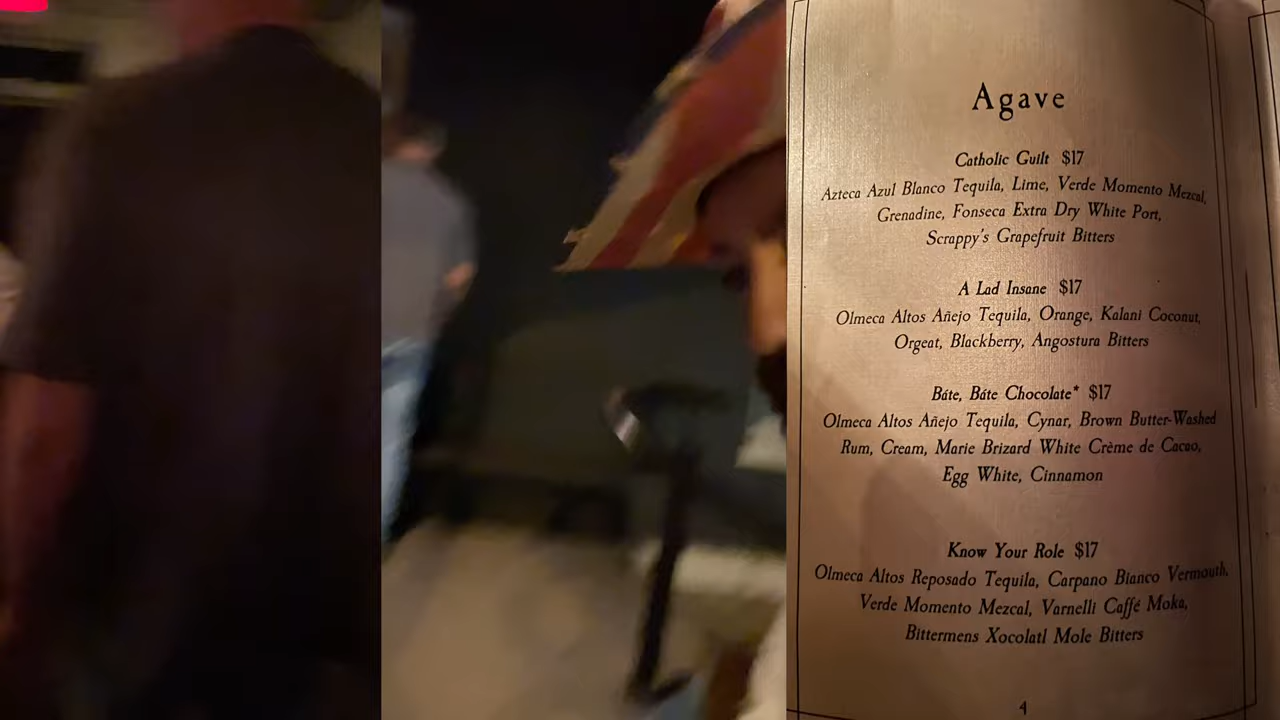 Agave
Catholic Guilt $17
Azteca Azul Blanco Tequila, Lime, Verde Momento Mezcal,
Grenadine, Fonseca Extra Dry White Port,
Scrappy's Grapefruit Bitters
A Lad Insane $17
Olmeca Altos Añejo Tequila, Orange, Kalani Coconut,
Orgeat, Blackberry, Angostura Bitters
Báte, Báte Chocolate* $17
Olmeca Altos Añejo Tequila, Cynar, Brown Butter-Washed
Rum, Cream, Marie Brizard White Crème de Cacao,
Egg White, Cinnamon
Know Your Role $17
Olmeca Altos Reposado Tequila, Carpano Blanco Vermouth,
Verde Momento Mezcal, Varnelli Caffé Moka,
Bittermens Xocolatl Mole Bitters
4